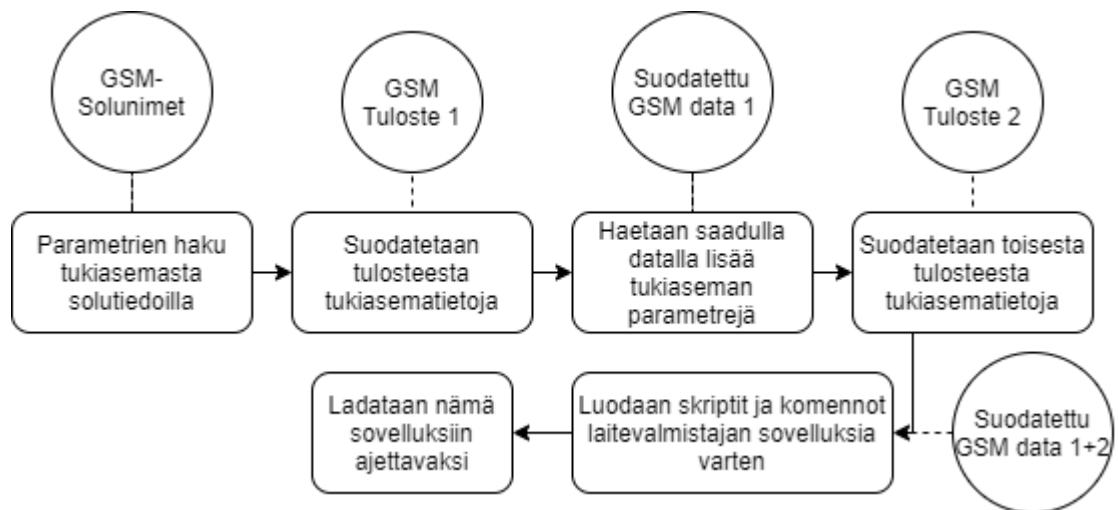 GSM-
Solunimet
GSM
Tuloste 1
Suodatettu
GSM data 1
GSM
Tuloste 2
Parametrien haku
tukiasemasta
solutiedoilla
Suodatetaan
tulosteesta
tukiasematietoja
Haetaan saadulla
datalla lisää
tukiaseman
parametrejä
Suodatetaan toisesta
tulosteesta
tukiasematietoja
Ladataan nämä
sovelluksiin
ajettavaksi
Luodaan skriptit ja komennot
laitevalmistajan sovelluksia
varten
Suodatettu
GSM data 1+2